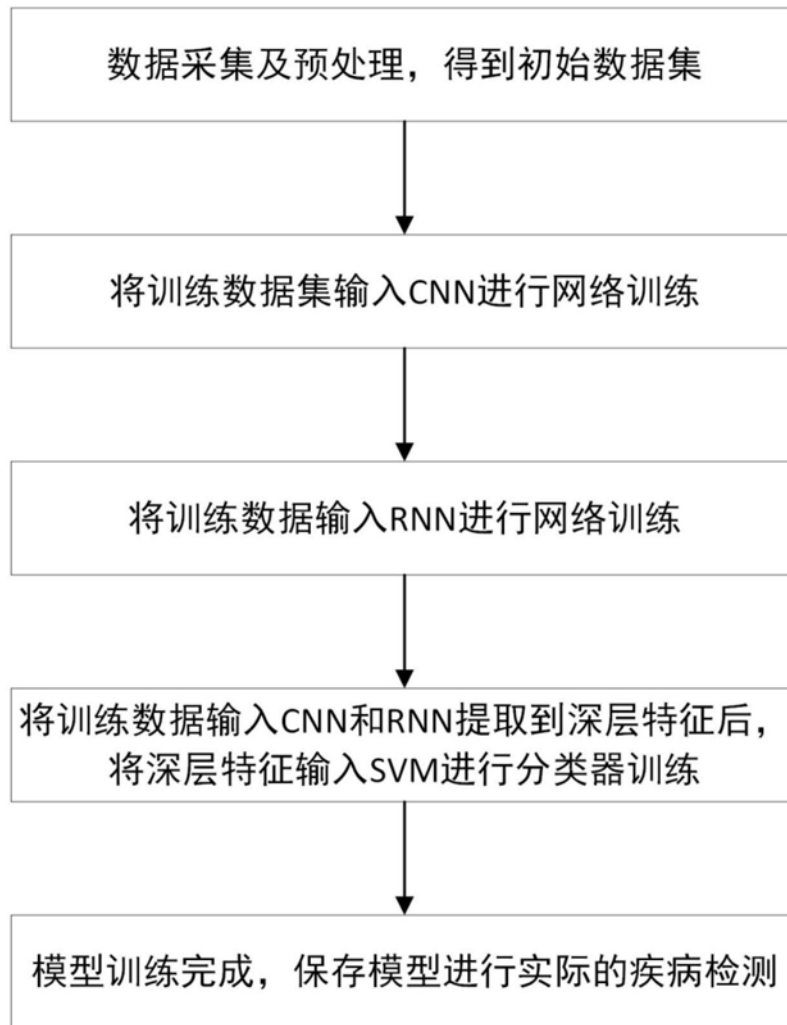 数据采集及预处理，得到初始数据集
将训练数据集输入CNN进行网络训练
将训练数据输入RNN进行网络训练
将训练数据输入CNN和RNN提取到深层特征后，
将深层特征输入SVM进行分类器训练
模型训练完成，保存模型进行实际的疾病检测